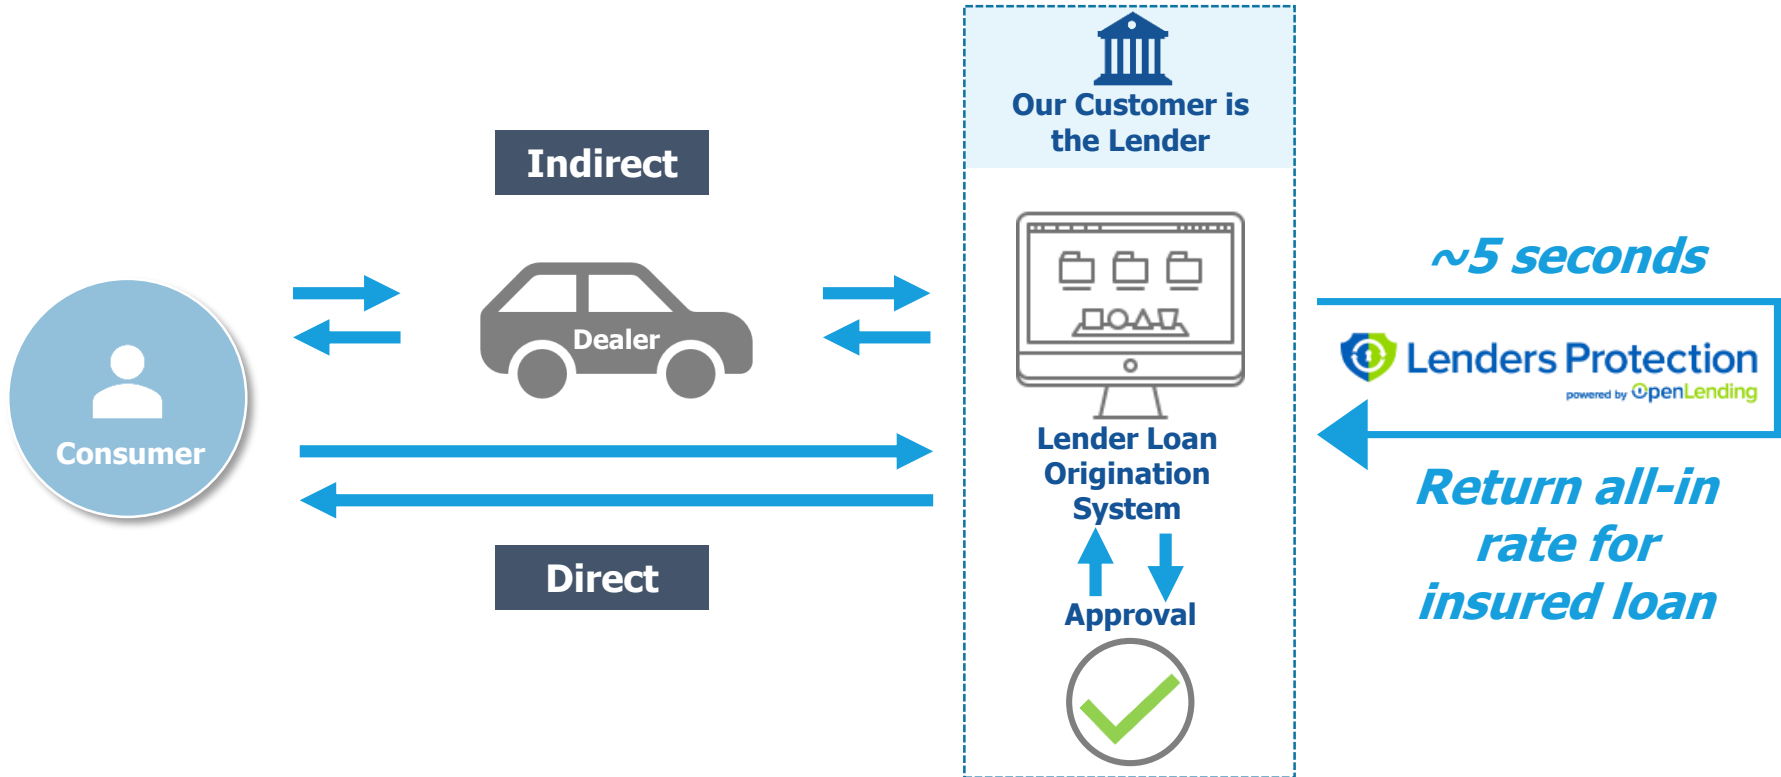 Our Customer is
the Lender
Indirect
~5 seconds
Dealer
Lenders Protection
powered by OpenLending
Consumer
Lender Loan
Origination
System
Return all-in
rate for
insured loan
Direct
Approval